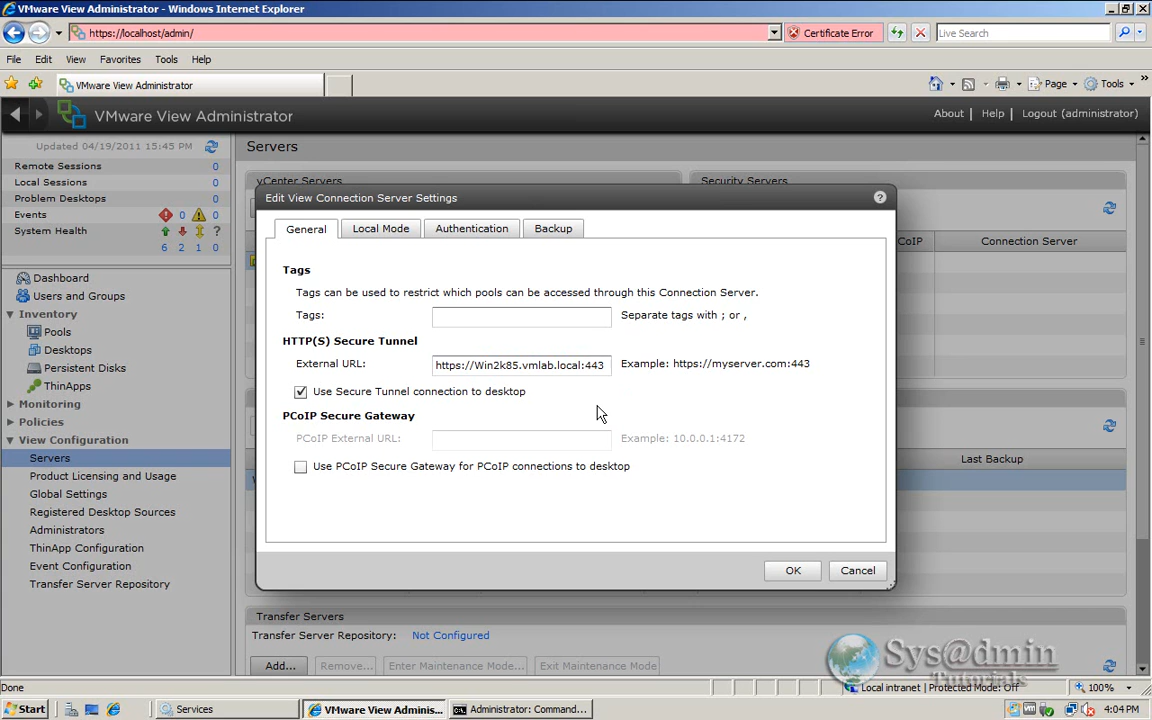 VMware View Administrator - Windows Internet Explorer
https://localhost/admin/
Certificate Error
Live Search
File Edit View Favorites Tools Help
VMware View Administrator
Page Tools
VMware View Administrator
About Help Logout (administrator)
Updated 04/19/2011 15:45 PM
Servers
Remote Sessions 0
Local Sessions 0
Problem Desktops 0
Events 0 0
System Health ?
6 2 1 0
vCenter Servers
Security Servers
CoIP Connection Server
Edit View Connection Server Settings
?
General Local Mode Authentication Backup
Tags
Tags can be used to restrict which pools can be accessed through this Connection Server.
Tags: Separate tags with ; or ,
HTTP(S) Secure Tunnel
External URL: https://Win2k85.vmlab.local:443 Example: https://myserver.com:443
Use Secure Tunnel connection to desktop
PCoIP Secure Gateway
PCoIP External URL: Example: 10.0.0.1:4172
Use PCoIP Secure Gateway for PCoIP connections to desktop
OK Cancel
Dashboard
Users and Groups
Inventory
Pools
Desktops
Persistent Disks
ThinApps
Monitoring
Policies
View Configuration
Servers
Product Licensing and Usage
Global Settings
Registered Desktop Sources
Administrators
ThinApp Configuration
Event Configuration
Transfer Server Repository
Last Backup
Transfer Servers
Transfer Server Repository: Not Configured
Add... Remove... Enter Maintenance Mode... Exit Maintenance Mode
Sys@dmin
Tutorials
Done
Local intranet | Protected Mode: Off
100%
Start Services VMware View Adminis... Administrator: Command... 4:04 PM